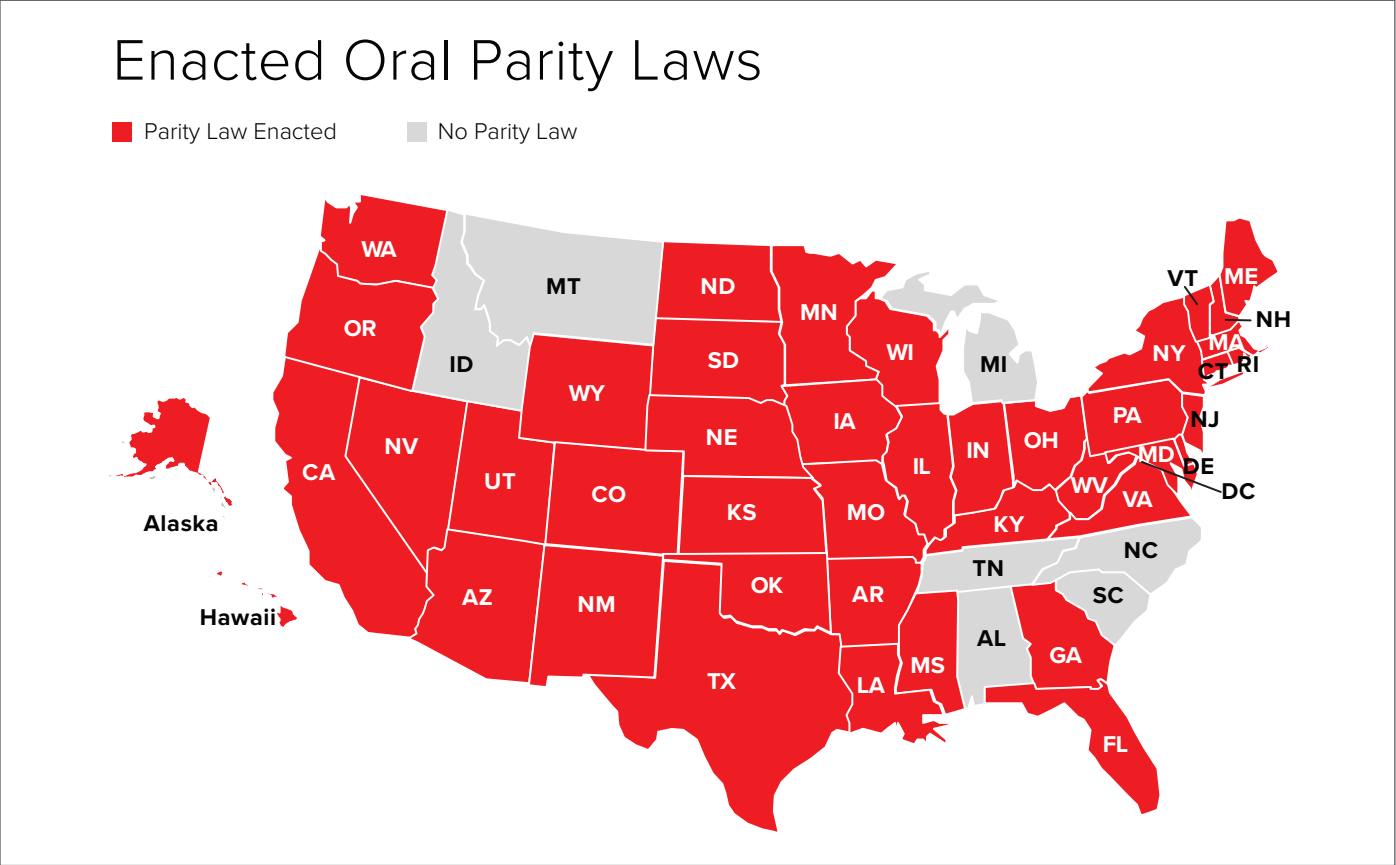 Enacted Oral Parity Laws
Parity Law Enacted
No Parity Law
WA
MT
ND
MN
VT
ME
NH
OR
ID
SD
WI
MI
NY
MA
CT
RI
WY
IA
PA
NJ
NV
NE
IL
IN
OH
MD
DE
DC
CA
UT
CO
KS
MO
WV
VA
KY
Alaska
NC
TN
AZ
NM
OK
AR
SC
Hawaii
AL
MS
GA
TX
LA
FL